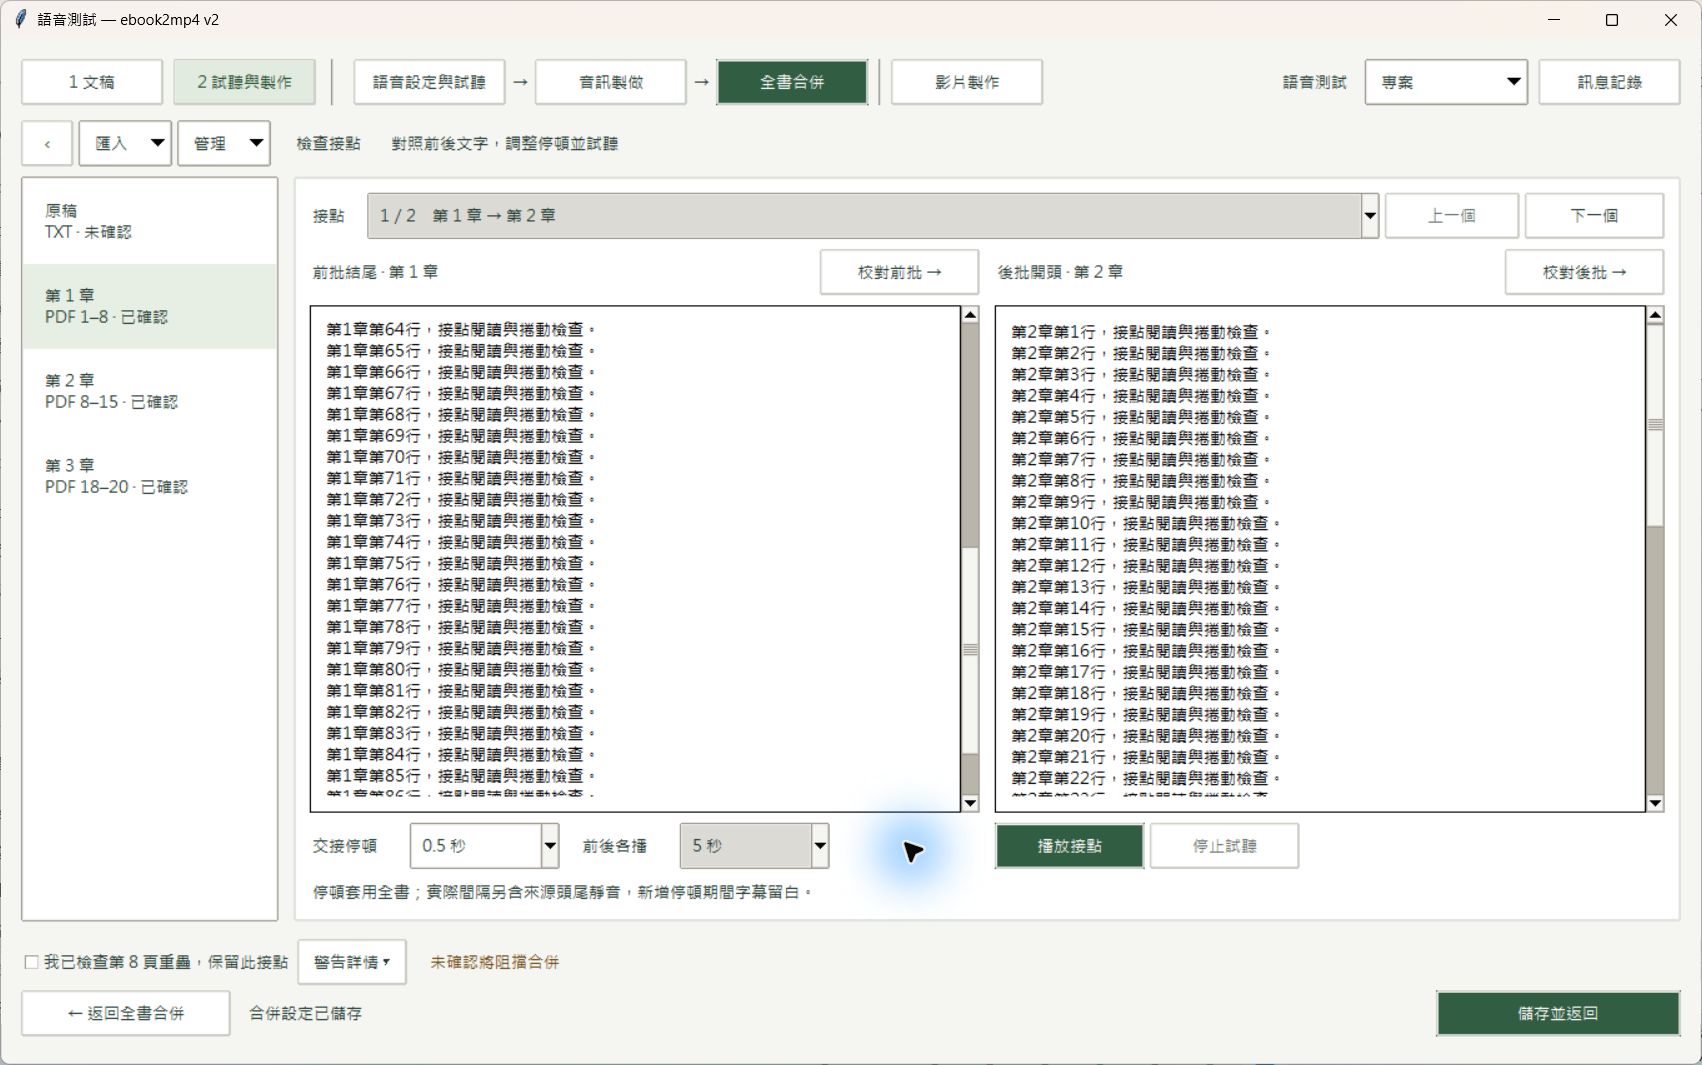 語音測試 — ebook2mp4 v2
1 文稿
2 試聽與製作
語音設定與試聽
→
音訊製做
→
全書合併
影片製作
語音測試
專案
訊息記錄
‹
匯入
管理
檢查接點
對照前後文字，調整停頓並試聽
原稿
TXT · 未確認
第 1 章
PDF 1–8 · 已確認
第 2 章
PDF 8–15 · 已確認
第 3 章
PDF 18–20 · 已確認
接點
1 / 2 第 1 章 → 第 2 章
上一個
下一個
前批結尾 · 第 1 章
校對前批 →
第1章第64行，接點閱讀與捲動檢查。
第1章第65行，接點閱讀與捲動檢查。
第1章第66行，接點閱讀與捲動檢查。
第1章第67行，接點閱讀與捲動檢查。
第1章第68行，接點閱讀與捲動檢查。
第1章第69行，接點閱讀與捲動檢查。
第1章第70行，接點閱讀與捲動檢查。
第1章第71行，接點閱讀與捲動檢查。
第1章第72行，接點閱讀與捲動檢查。
第1章第73行，接點閱讀與捲動檢查。
第1章第74行，接點閱讀與捲動檢查。
第1章第75行，接點閱讀與捲動檢查。
第1章第76行，接點閱讀與捲動檢查。
第1章第77行，接點閱讀與捲動檢查。
第1章第78行，接點閱讀與捲動檢查。
第1章第79行，接點閱讀與捲動檢查。
第1章第80行，接點閱讀與捲動檢查。
第1章第81行，接點閱讀與捲動檢查。
第1章第82行，接點閱讀與捲動檢查。
第1章第83行，接點閱讀與捲動檢查。
第1章第84行，接點閱讀與捲動檢查。
第1章第85行，接點閱讀與捲動檢查。
後批開頭 · 第 2 章
校對後批 →
第2章第1行，接點閱讀與捲動檢查。
第2章第2行，接點閱讀與捲動檢查。
第2章第3行，接點閱讀與捲動檢查。
第2章第4行，接點閱讀與捲動檢查。
第2章第5行，接點閱讀與捲動檢查。
第2章第6行，接點閱讀與捲動檢查。
第2章第7行，接點閱讀與捲動檢查。
第2章第8行，接點閱讀與捲動檢查。
第2章第9行，接點閱讀與捲動檢查。
第2章第10行，接點閱讀與捲動檢查。
第2章第11行，接點閱讀與捲動檢查。
第2章第12行，接點閱讀與捲動檢查。
第2章第13行，接點閱讀與捲動檢查。
第2章第14行，接點閱讀與捲動檢查。
第2章第15行，接點閱讀與捲動檢查。
第2章第16行，接點閱讀與捲動檢查。
第2章第17行，接點閱讀與捲動檢查。
第2章第18行，接點閱讀與捲動檢查。
第2章第19行，接點閱讀與捲動檢查。
第2章第20行，接點閱讀與捲動檢查。
第2章第21行，接點閱讀與捲動檢查。
第2章第22行，接點閱讀與捲動檢查。
交接停頓
0.5 秒
前後各播
5 秒
播放接點
停止試聽
停頓套用全書；實際間隔另含來源頭尾靜音，新增停頓期間字幕留白。
我已檢查第 8 頁重疊，保留此接點
警告詳情 ▾
未確認將阻擋合併
← 返回全書合併
合併設定已儲存
儲存並返回